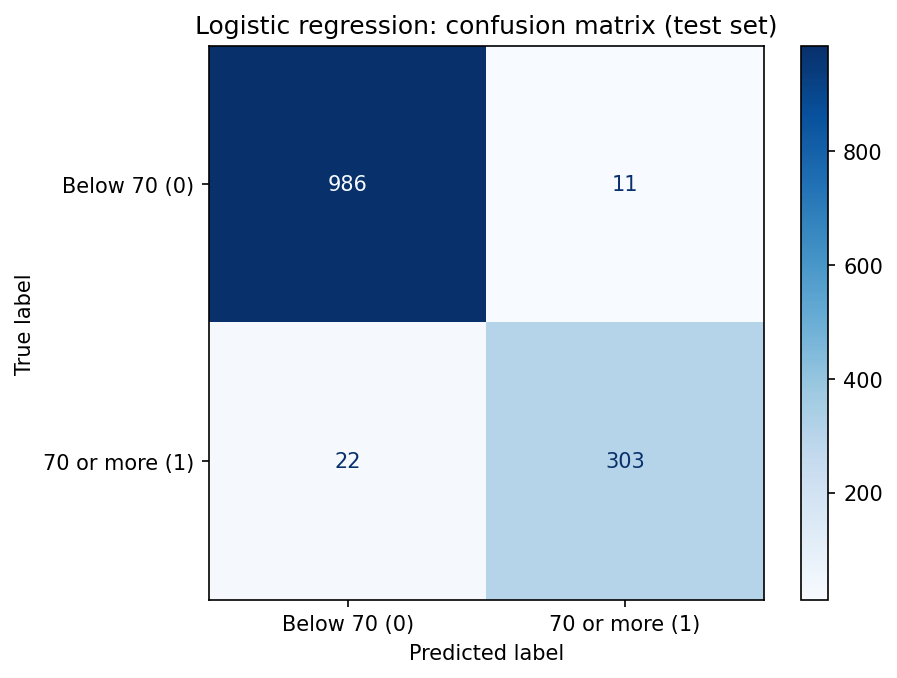 Logistic regression: confusion matrix (test set)
True label
Below 70 (0)
70 or more (1)
986
11
22
303
Below 70 (0)
70 or more (1)
Predicted label
800
600
400
200